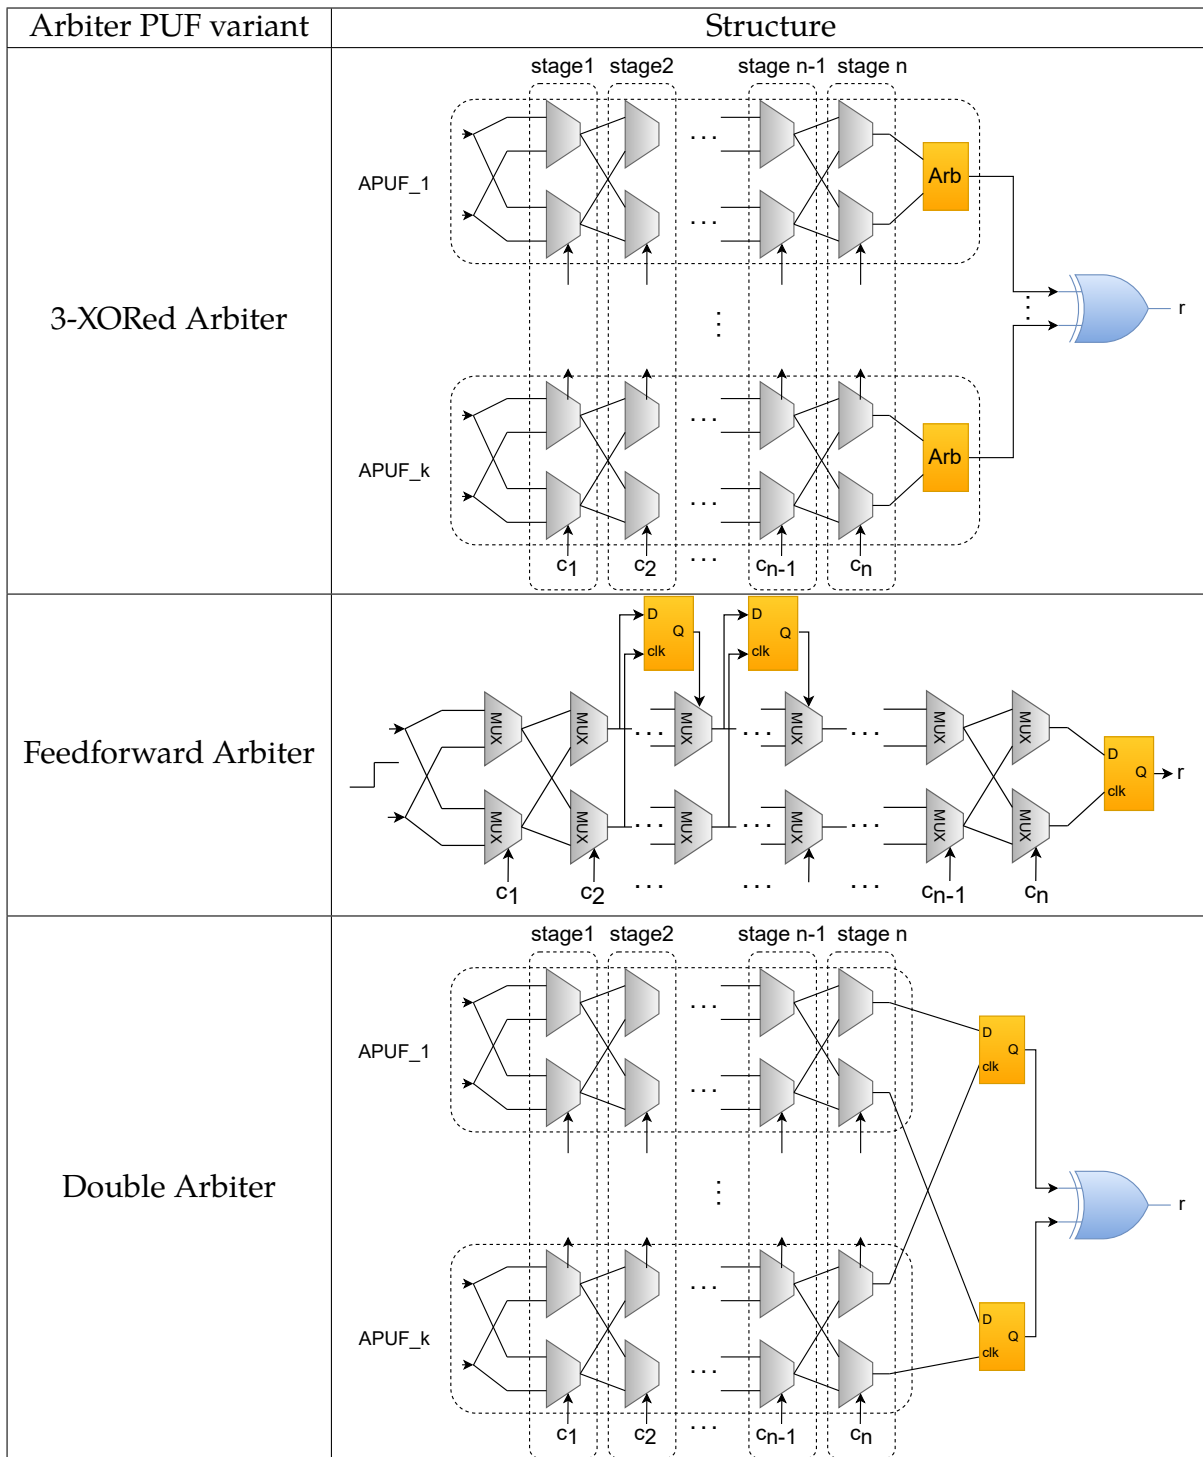 Arbiter PUF variant Structure
stage1 stage2 stage n-1 stage n
APUF_1
. . .
. . .
Arb
3-XORed Arbiter
r
APUF_k
. . .
. . .
Arb
c1 c2 . . . cn-1 cn
D Q clk
D Q clk
Feedforward Arbiter
MUX MUX MUX MUX MUX MUX
MUX MUX MUX MUX MUX MUX
D Q clk
r
c1 c2 . . . . . . . . . cn-1 cn
stage1 stage2 stage n-1 stage n
APUF_1
. . .
. . .
D Q clk
Double Arbiter
r
APUF_k
. . .
. . .
D Q clk
c1 c2 . . . cn-1 cn